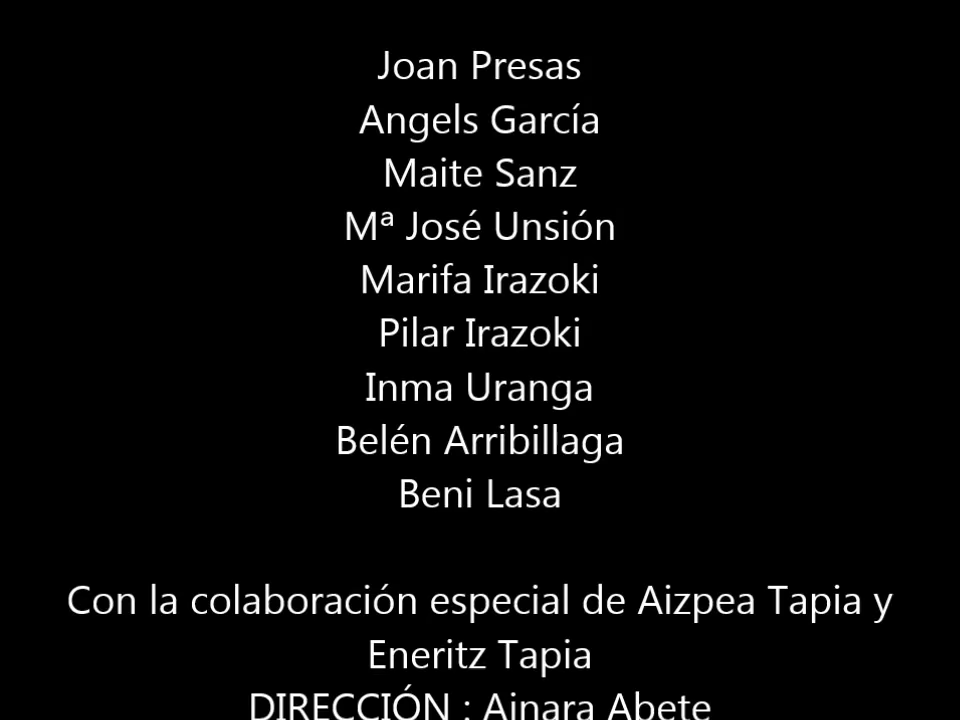 Joan Presas
Angels García
Maite Sanz
Mª José Unsión
Marifa Irazoki
Pilar Irazoki
Inma Uranga
Belén Arribillaga
Beni Lasa
Con la colaboración especial de Aizpea Tapia y
Eneritz Tapia
DIRECCIÓN : Ainara Abete